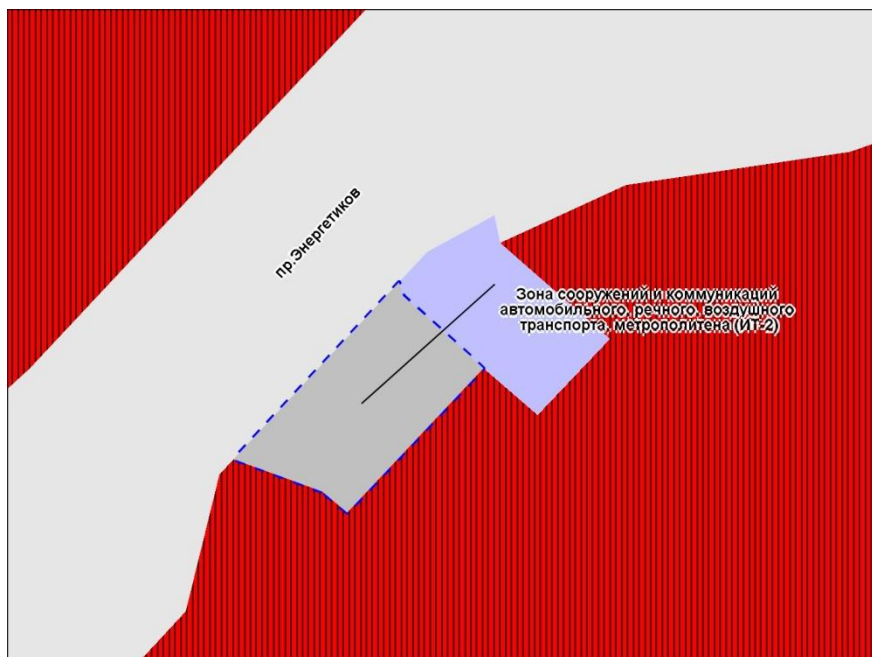 пр.Энергетиков
Зона сооружений и коммуникаций
автомобильного, речного, воздушного
транспорта, метрополитена (ИТ-2)